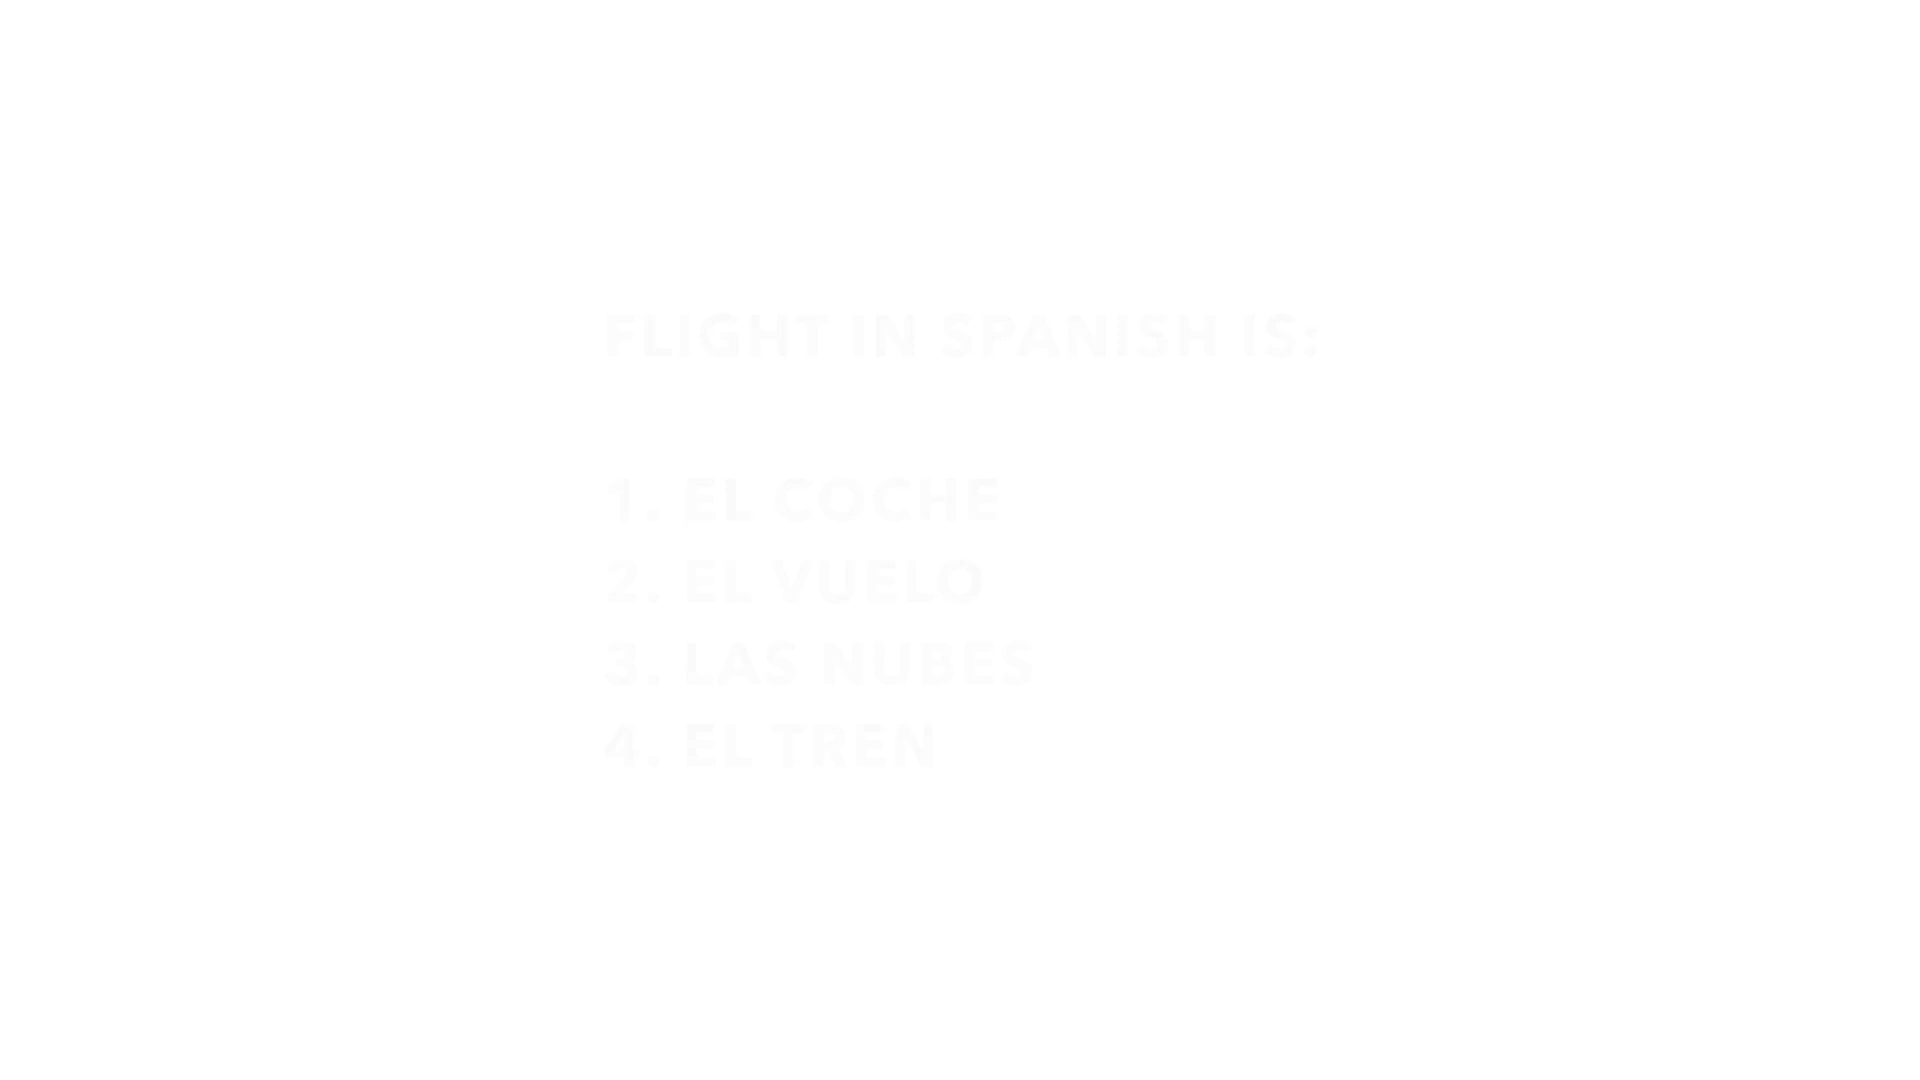 FLIGHT IN SPANISH IS:
1. EL COCHE
2. EL VUELO
3. LAS NUBES
4. EL TREN